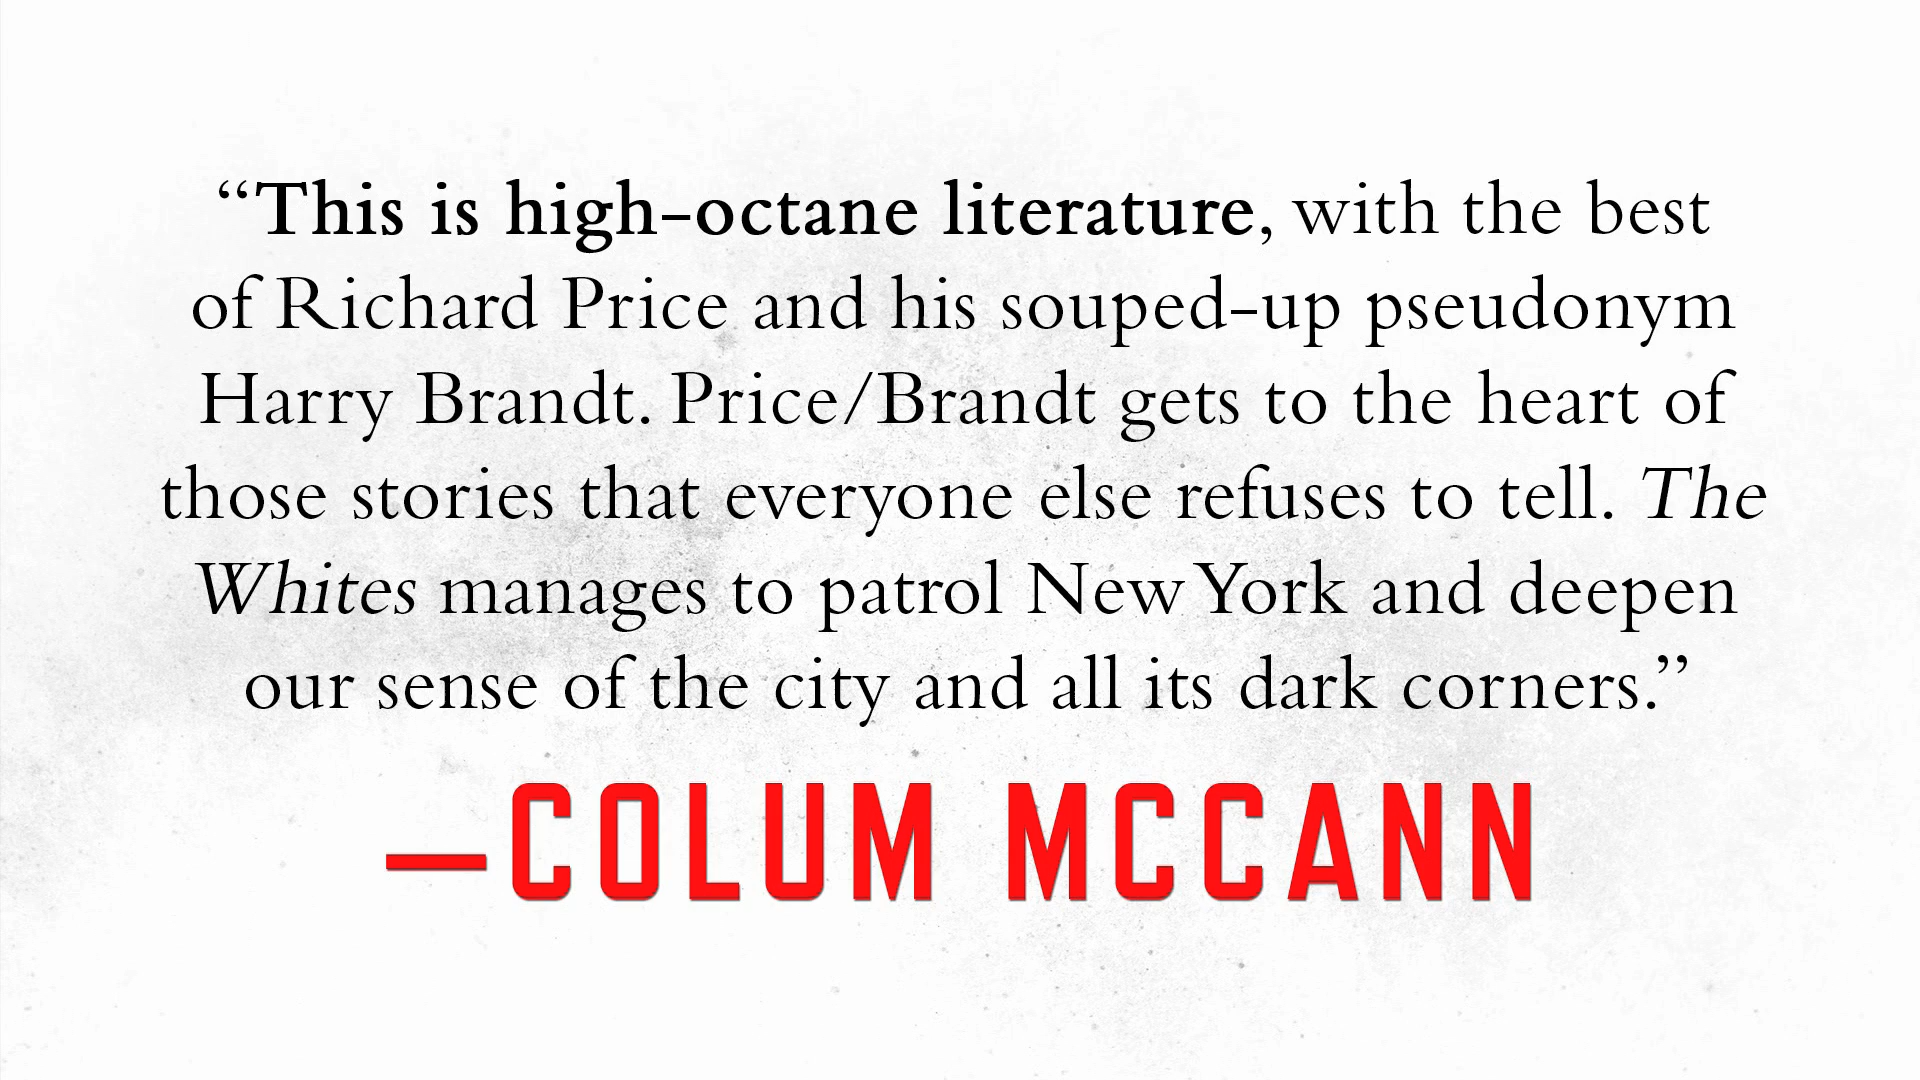 “This is high-octane literature, with the best
of Richard Price and his souped-up pseudonym
Harry Brandt. Price/Brandt gets to the heart of
those stories that everyone else refuses to tell. The
Whites manages to patrol New York and deepen
our sense of the city and all its dark corners.”
—COLUM MCCANN